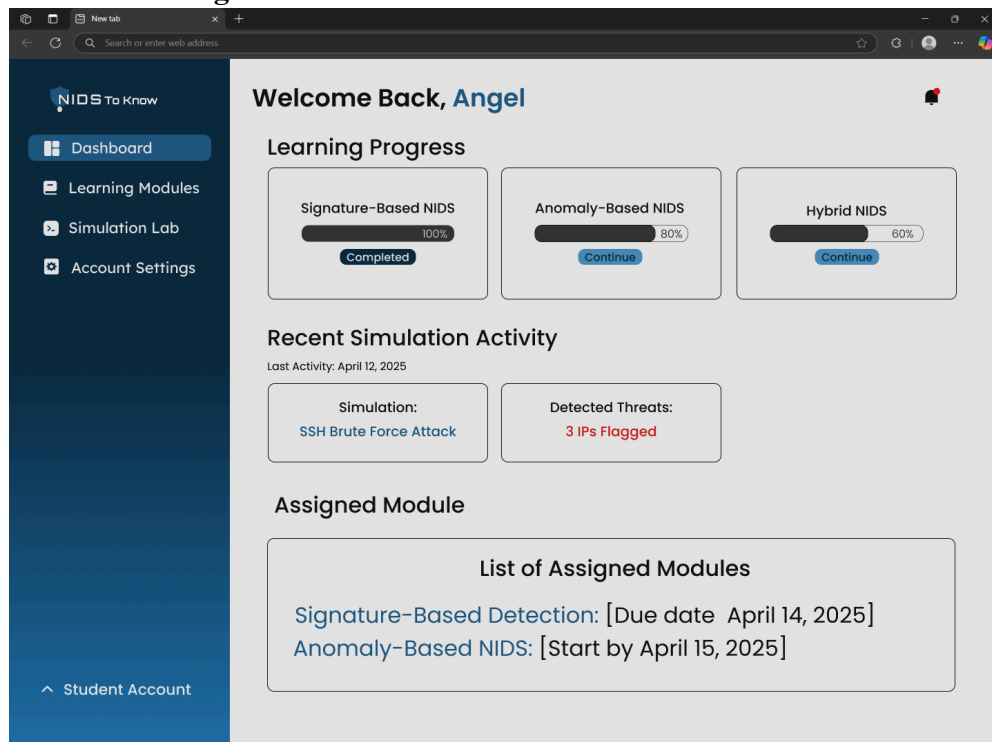 New tab
Search or enter web address
NIDS To Know
Dashboard
Learning Modules
Simulation Lab
Account Settings
Student Account
Welcome Back, Angel
Learning Progress
Signature-Based NIDS
100%
Completed
Anomaly-Based NIDS
80%
Continue
Hybrid NIDS
60%
Continue
Recent Simulation Activity
Last Activity: April 12, 2025
Simulation:
SSH Brute Force Attack
Detected Threats:
3 IPs Flagged
Assigned Module
List of Assigned Modules
Signature-Based Detection: [Due date  April 14, 2025]
Anomaly-Based NIDS: [Start by April 15, 2025]